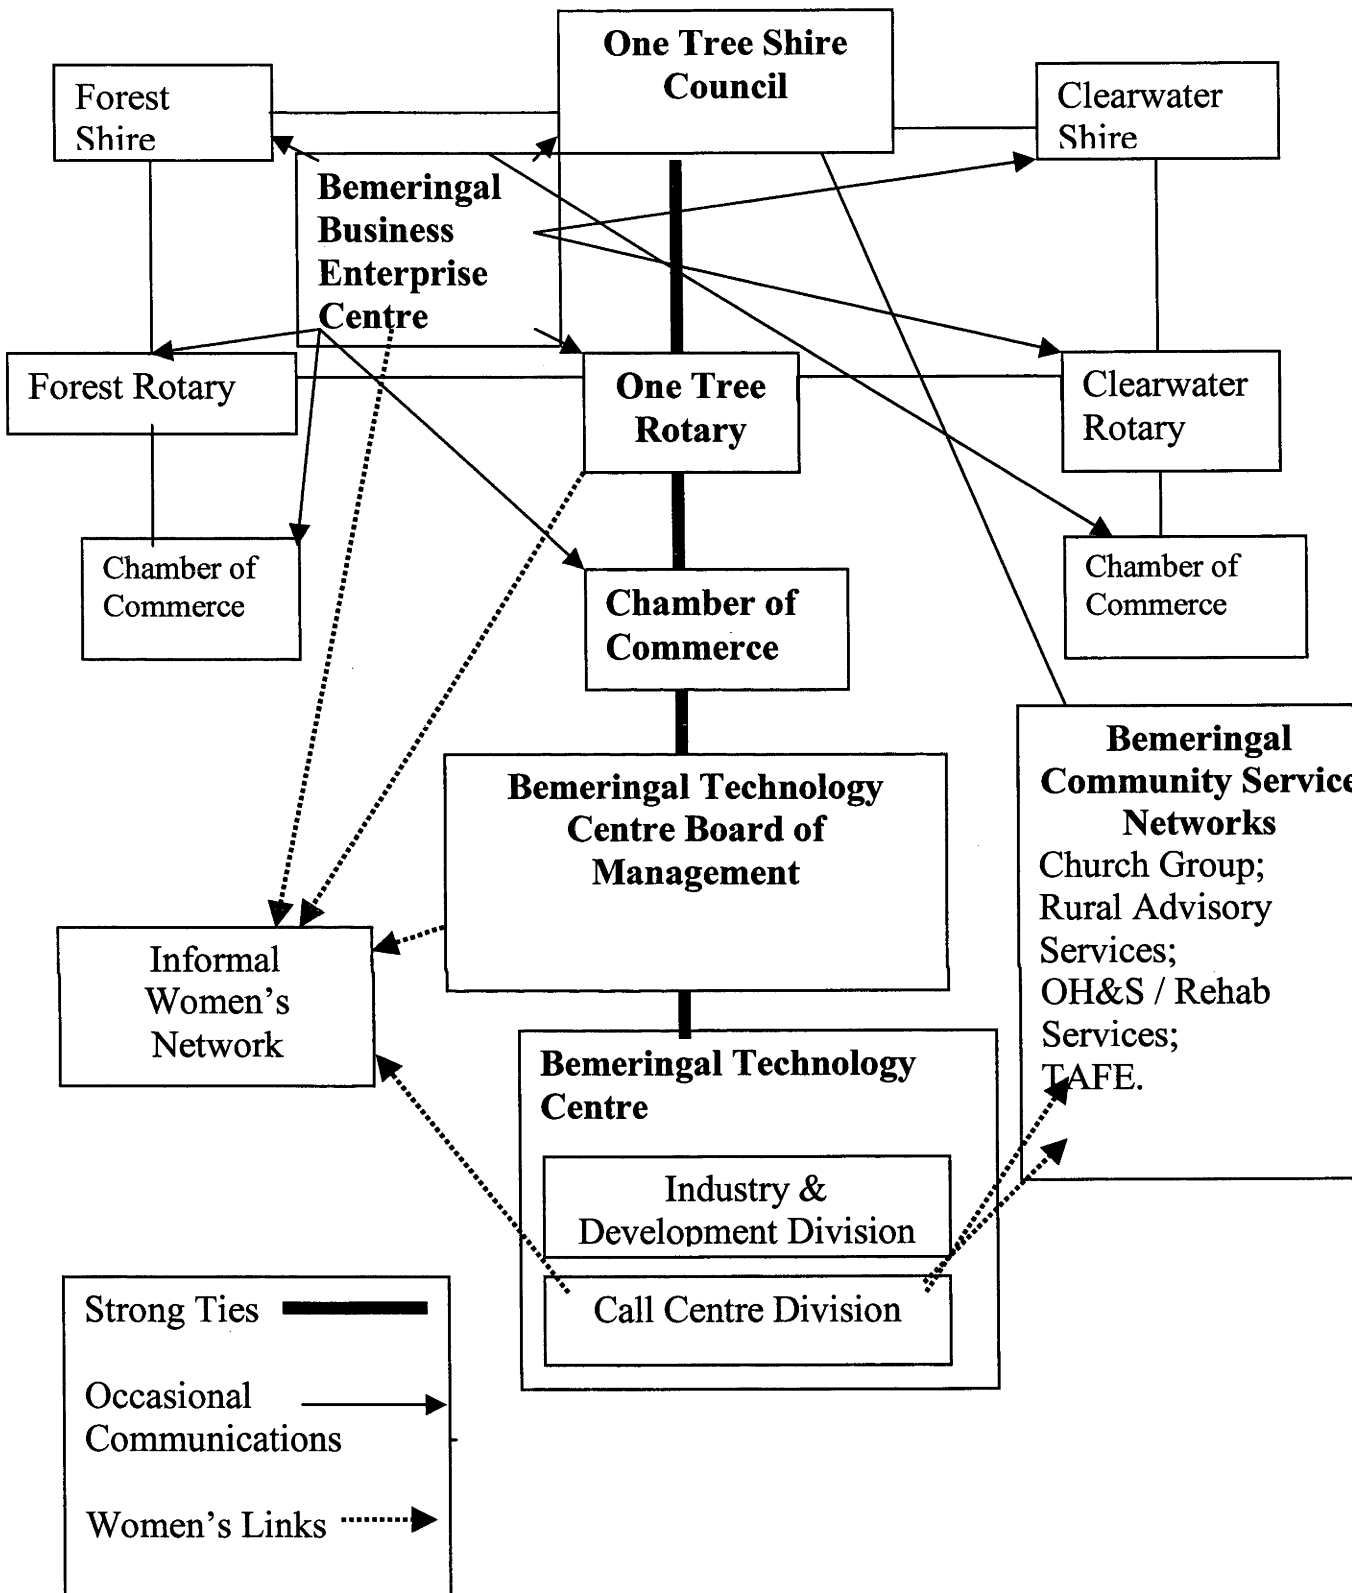 One Tree Shire
Council
Forest
Shire
Clearwater
Shire
Bemeringal
Business
Enterprise
Centre
Forest Rotary
One Tree
Rotary
Clearwater
Rotary
Chamber of
Commerce
Chamber of
Commerce
Chamber of
Commerce
Bemeringal Technology
Centre Board of
Management
Bemeringal
Community Service
Networks
Church Group;
Rural Advisory
Services;
OH&S / Rehab
Services;
TAFE.
Informal
Women's
Network
Bemeringal Technology
Centre
Industry &
Development Division
Call Centre Division
Strong Ties
Occasional
Communications
Women's Links